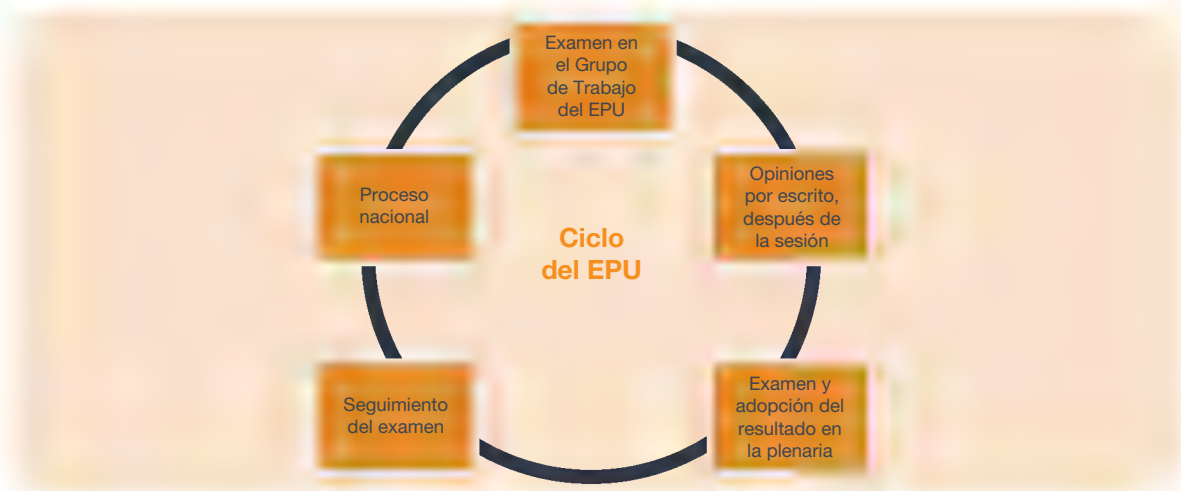 Examen en
el Grupo
de Trabajo
del EPU
Opiniones
por escrito,
después de
la sesión
Proceso
nacional
Ciclo
del EPU
Examen y
adopción del
resultado en
la plenaria
Seguimiento
del examen